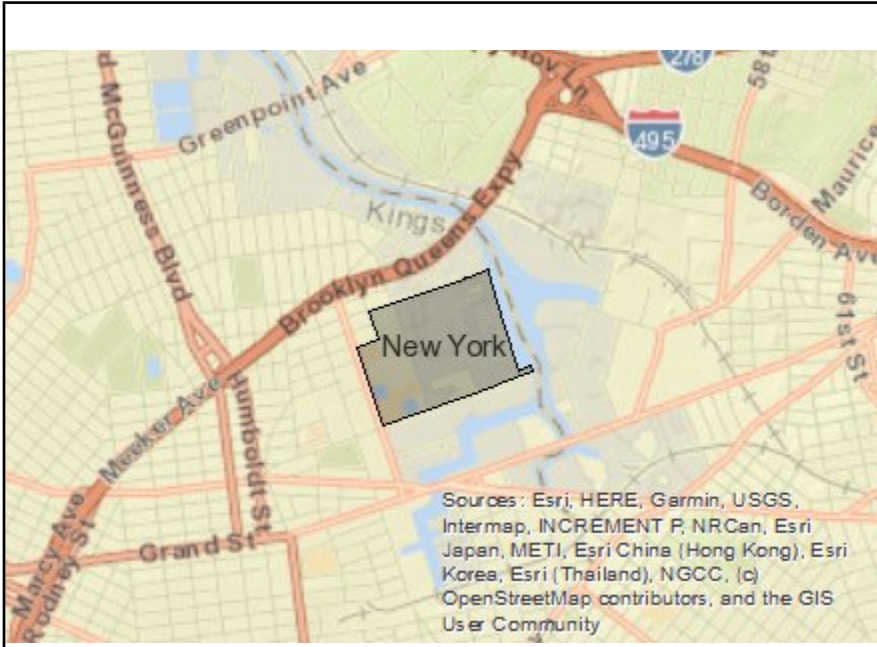 278
58t
Greenpoint Ave
d McGuinness Blvd
495
Maurice
Kings
Borden Ave
Brooklyn Queens Expy
New York
61st St
Meeker Ave
Humboldt St
Marcy Ave
Rodney St
Grand St
Sources: Esri, HERE, Garmin, USGS,
Intermap, INCREMENT P, NRCan, Esri
Japan, METI, Esri China (Hong Kong), Esri
Korea, Esri (Thailand), NGCC, (c)
OpenStreetMap contributors, and the GIS
User Community